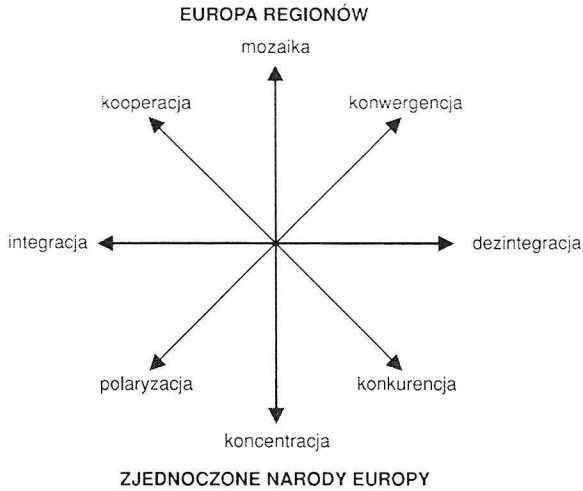 EUROPA REGIONÓW
mozaika
kooperacja
konwergencja
integracja
dezintegracja
polaryzacja
konkurencja
koncentracja
ZJEDNOCZONE NARODY EUROPY